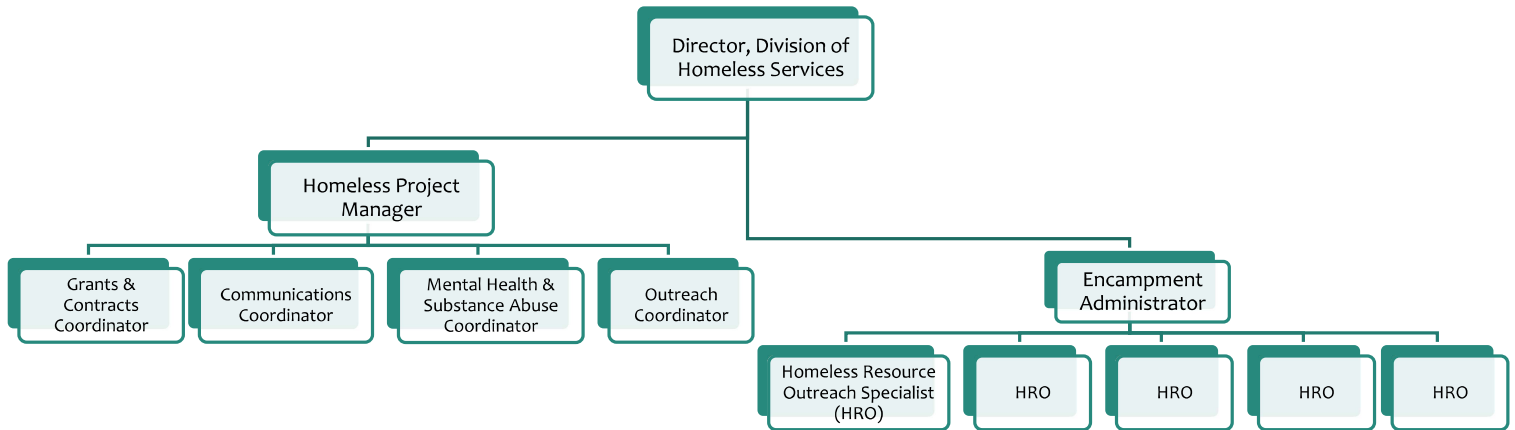 Director, Division of
Homeless Services
Homeless Project
Manager
Grants &
Contracts
Coordinator
Communications
Coordinator
Mental Health &
Substance Abuse
Coordinator
Outreach
Coordinator
Encampment
Administrator
Homeless Resource
Outreach Specialist
(HRO)
HRO
HRO
HRO
HRO